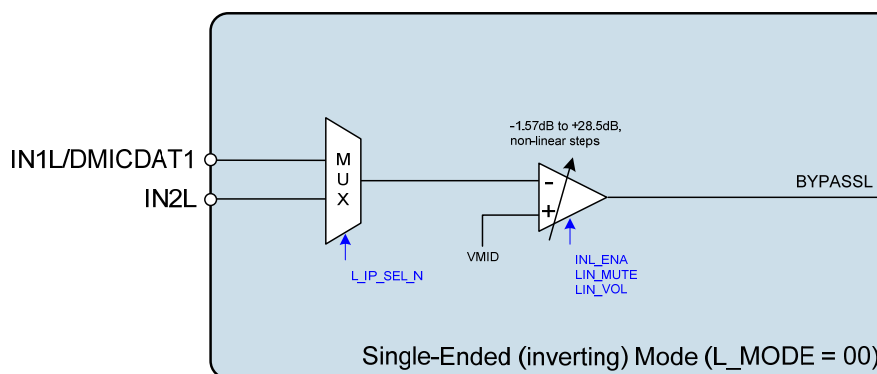 -1.57dB to +28.5dB,
non-linear steps
IN1L/DMICDAT1
IN2L
M
U
X
-
+
BYPASSL
VMID
L_IP_SEL_N
INL_ENA
LIN_MUTE
LIN_VOL
Single-Ended (inverting) Mode (L_MODE = 00)